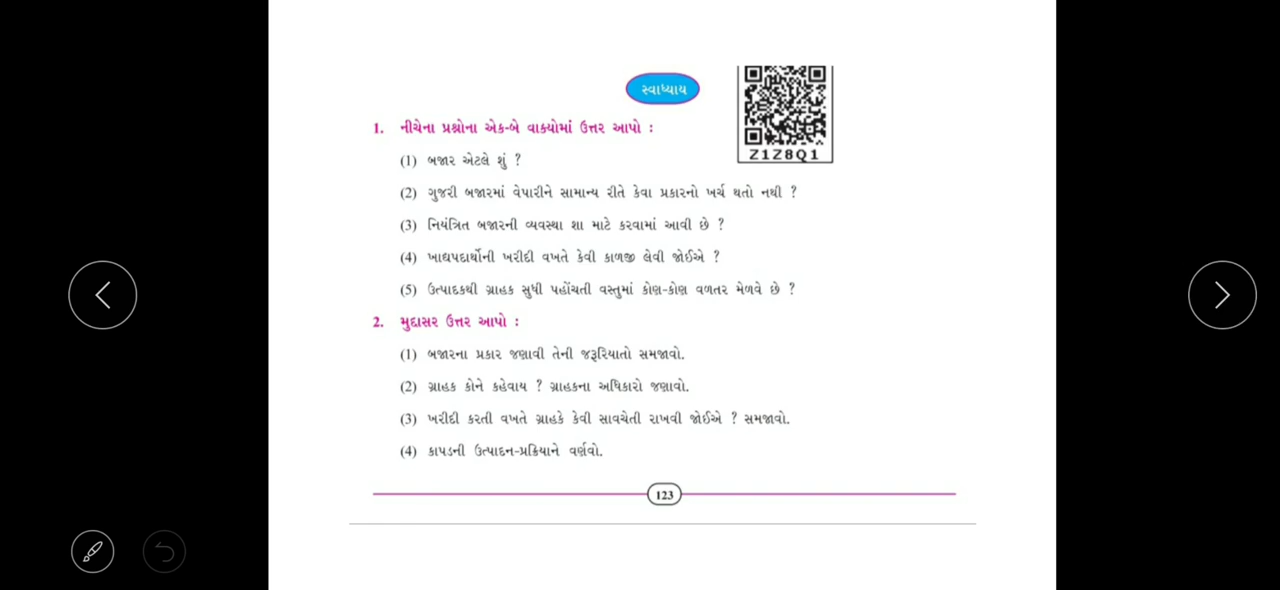 સ્વાધ્યાય
Z1Z8Q1
1. નીચેના પ્રશ્નોના એક-બે વાક્યોમાં ઉત્તર આપો :
(1) બજાર એટલે શું ?
(2) ગુજરી બજારમાં વેપારીને સામાન્ય રીતે કેવા પ્રકારનો ખર્ચ થતો નથી ?
(3) નિયંત્રિત બજારની વ્યવસ્થા શા માટે કરવામાં આવી છે ?
(4) ખાદ્યપદાર્થોની ખરીદી વખતે કેવી કાળજી લેવી જોઈએ ?
(5) ઉત્પાદકથી ગ્રાહક સુધી પહોંચતી વસ્તુમાં કોણ-કોણ વળતર મેળવે છે ?
2. મુદ્દાસર ઉત્તર આપો :
(1) બજારના પ્રકાર જણાવી તેની જરૂરિયાતો સમજાવો.
(2) ગ્રાહક કોને કહેવાય ? ગ્રાહકના અધિકારો જણાવો.
(3) ખરીદી કરતી વખતે ગ્રાહકે કેવી સાવચેતી રાખવી જોઈએ ? સમજાવો.
(4) કાપડની ઉત્પાદન-પ્રક્રિયાને વર્ણવો.
123